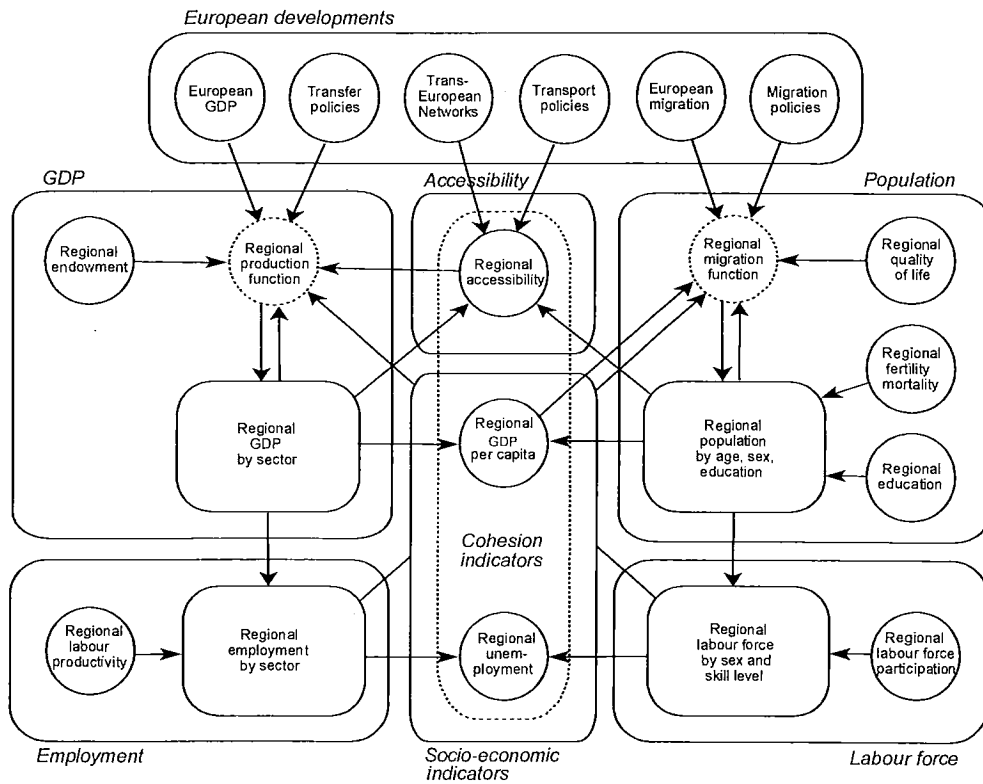 European developments
European
GDP
Transfer
policies
Trans-
European
Networks
Transport
policies
European
migration
Migration
policies
GDP
Accessibility
Population
Regional
endowment
Regional
production
function
Regional
accessibility
Regional
migration
function
Regional
quality
of life
Regional
fertility
mortality
Regional
GDP
by sector
Regional
GDP
per capita
Regional
population
by age, sex,
education
Regional
education
Cohesion
indicators
Regional
labour
productivity
Regional
employment
by sector
Regional
unem-
ployment
Regional
labour force
by sex and
skill level
Regional
labour force
participation
Employment
Socio-economic
indicators
Labour force